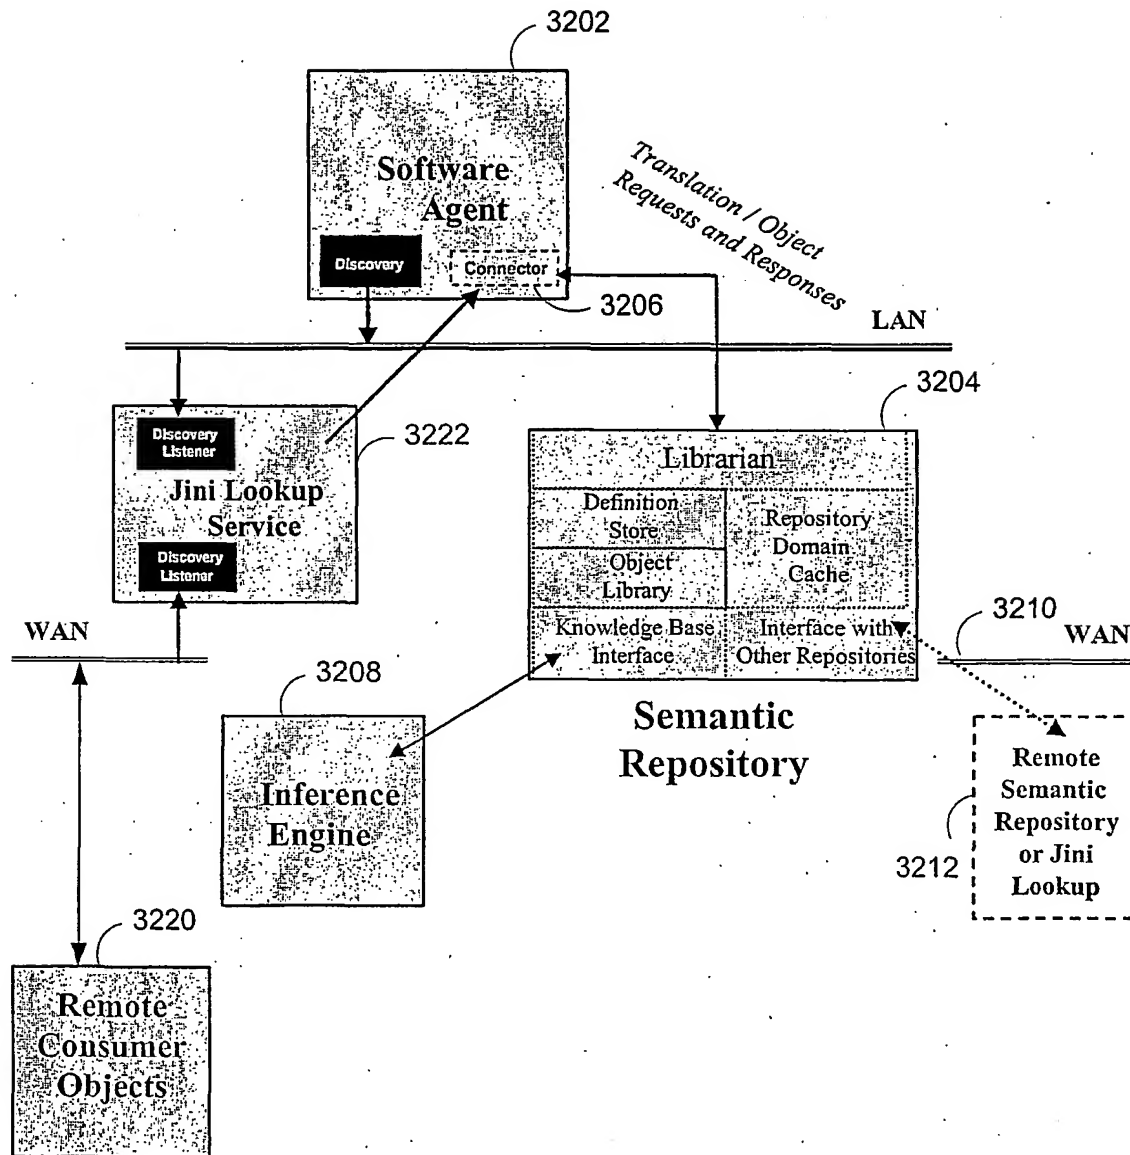 3202
Software
Agent
Discovery
Connector
3206
Translation / Object
Requests and Responses
LAN
3204
Discovery
Listener
3222
Jini Lookup
Service
Discovery
Listener
Librarian
Definition
Store
Repository
Domain
Cache
Object
Library
Knowledge Base
Interface
Interface with
Other Repositories
WAN
3210
WAN
3208
Semantic
Repository
Inference
Engine
Remote
Semantic
Repository
or Jini
Lookup
3212
3220
Remote
Consumer
Objects